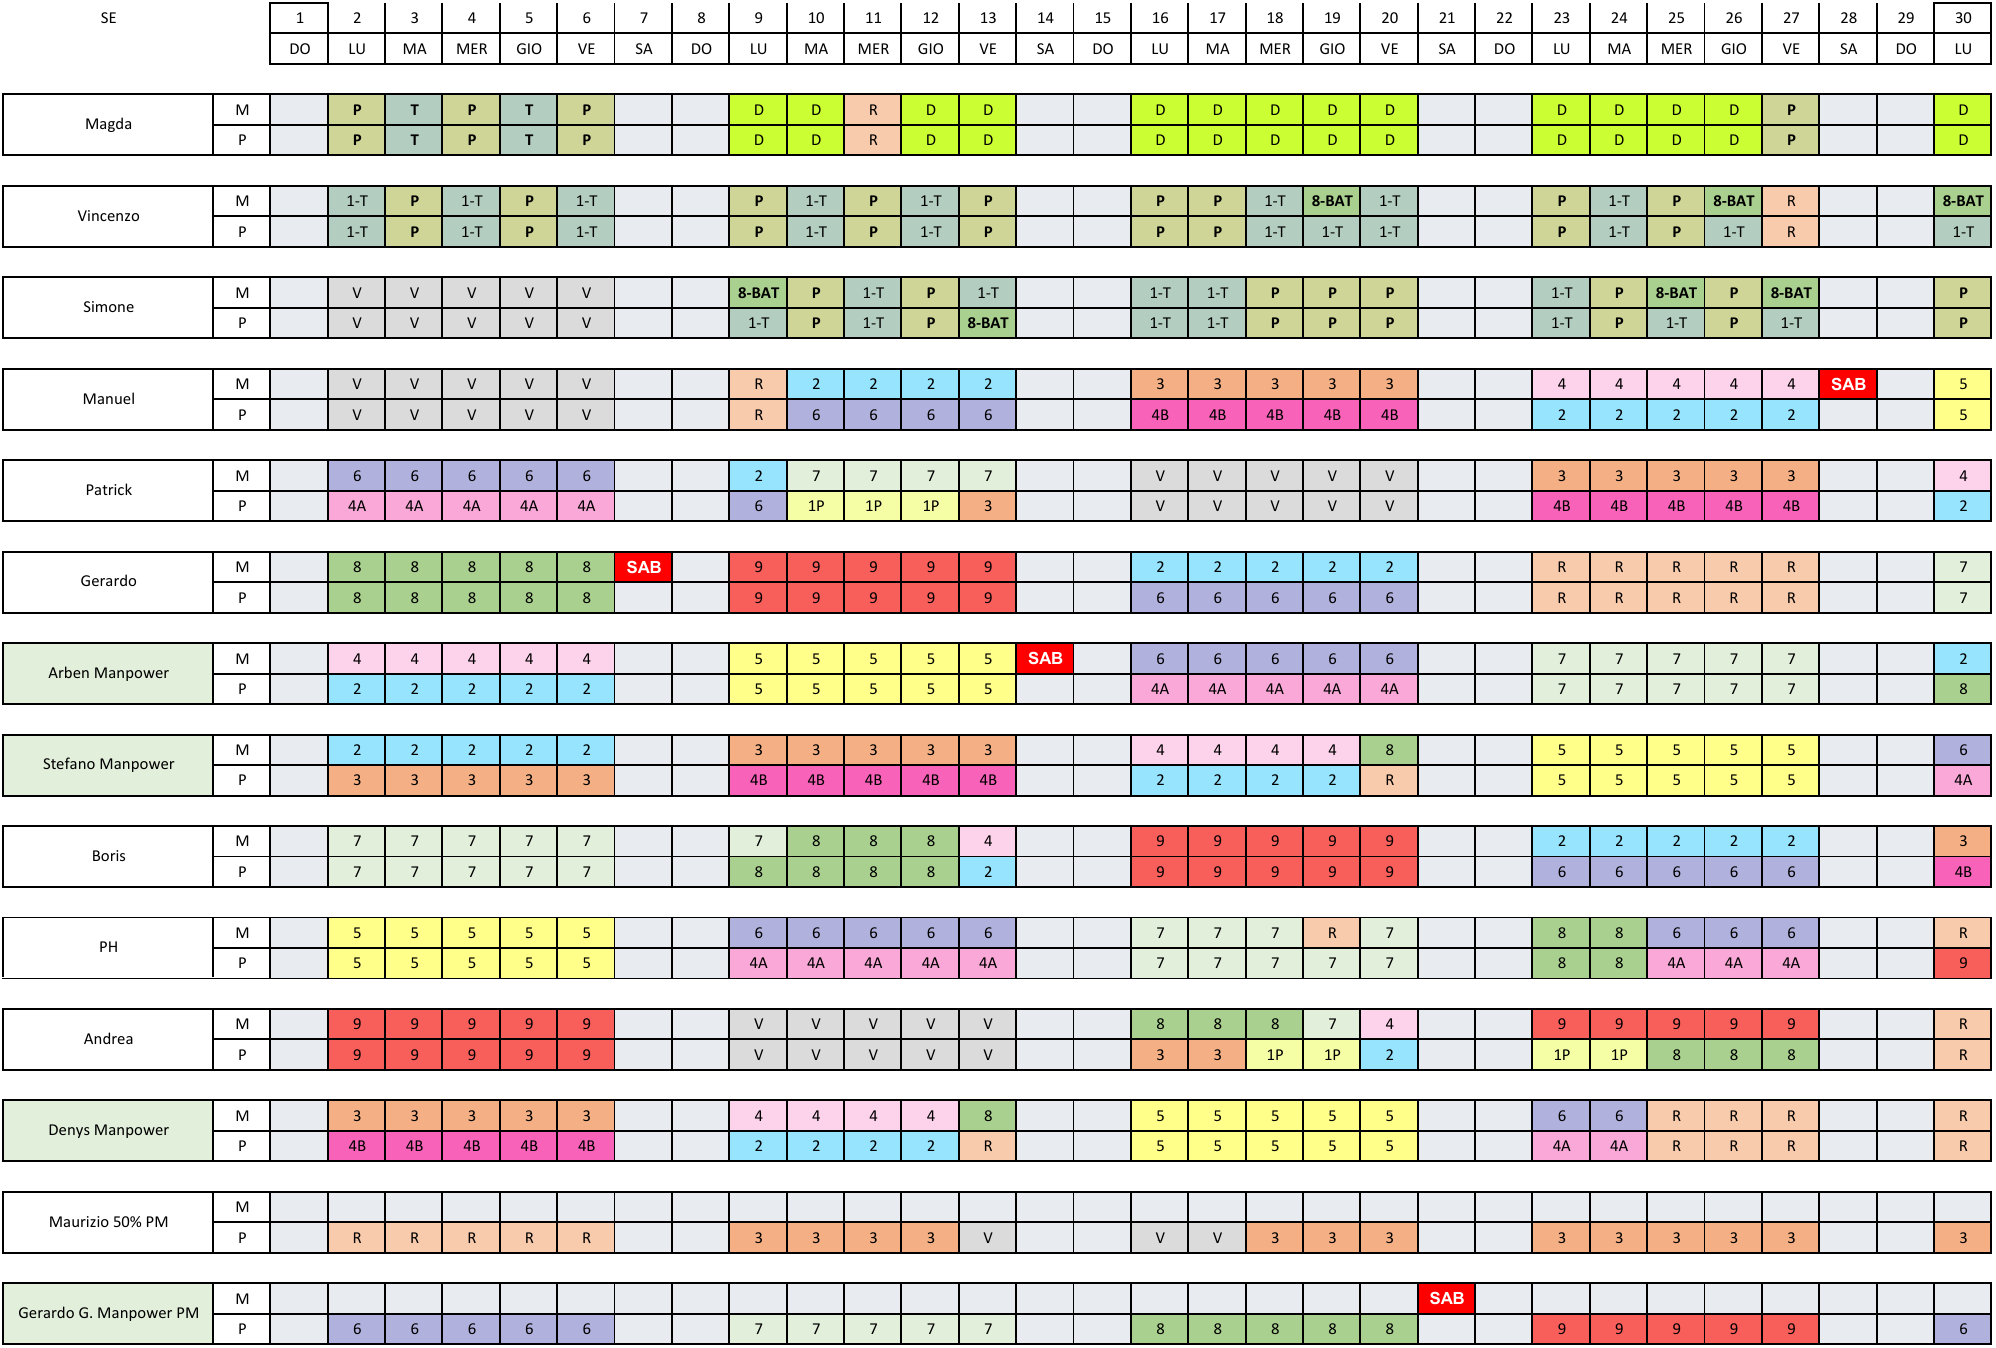 SE 1 2 3 4 5 6 7 8 9 10 11 12 13 14 15 16 17 18 19 20 21 22 23 24 25 26 27 28 29 30
DO LU MA MER GIO VE SA DO LU MA MER GIO VE SA DO LU MA MER GIO VE SA DO LU MA MER GIO VE SA DO LU
Magda
M P T P T P D D R D D D D D D D D D D D P D
P P T P T P D D R D D D D D D D D D D D P D
Vincenzo
M 1-T P 1-T P 1-T P 1-T P 1-T P P P 1-T 8-BAT 1-T P 1-T P 8-BAT R 8-BAT
P 1-T P 1-T P 1-T P 1-T P 1-T P P P 1-T 1-T 1-T P 1-T P 1-T R 1-T
Simone
M V V V V V 8-BAT P 1-T P 1-T 1-T 1-T P P P 1-T P 8-BAT P 8-BAT P
P V V V V V 1-T P 1-T P 8-BAT 1-T 1-T P P P 1-T P 1-T P 1-T P
Manuel
M V V V V V R 2 2 2 2 3 3 3 3 3 4 4 4 4 4 SAB 5
P V V V V V R 6 6 6 6 4B 4B 4B 4B 4B 2 2 2 2 2 5
Patrick
M 6 6 6 6 6 2 7 7 7 7 V V V V V 3 3 3 3 3 4
P 4A 4A 4A 4A 4A 6 1P 1P 1P 3 V V V V V 4B 4B 4B 4B 4B 2
Gerardo
M 8 8 8 8 8 SAB 9 9 9 9 9 2 2 2 2 2 R R R R R 7
P 8 8 8 8 8 9 9 9 9 9 6 6 6 6 6 R R R R R 7
Arben Manpower
M 4 4 4 4 4 5 5 5 5 5 SAB 6 6 6 6 6 7 7 7 7 7 2
P 2 2 2 2 2 5 5 5 5 5 4A 4A 4A 4A 4A 7 7 7 7 7 8
Stefano Manpower
M 2 2 2 2 2 3 3 3 3 3 4 4 4 4 8 5 5 5 5 5 6
P 3 3 3 3 3 4B 4B 4B 4B 4B 2 2 2 2 R 5 5 5 5 5 4A
Boris
M 7 7 7 7 7 7 8 8 8 4 9 9 9 9 9 2 2 2 2 2 3
P 7 7 7 7 7 8 8 8 8 2 9 9 9 9 9 6 6 6 6 6 4B
PH
M 5 5 5 5 5 6 6 6 6 6 7 7 7 R 7 8 8 6 6 6 R
P 5 5 5 5 5 4A 4A 4A 4A 4A 7 7 7 7 7 8 8 4A 4A 4A 9
Andrea
M 9 9 9 9 9 V V V V V 8 8 8 7 4 9 9 9 9 9 R
P 9 9 9 9 9 V V V V V 3 3 1P 1P 2 1P 1P 8 8 8 R
Denys Manpower
M 3 3 3 3 3 4 4 4 4 8 5 5 5 5 5 6 6 R R R R
P 4B 4B 4B 4B 4B 2 2 2 2 R 5 5 5 5 5 4A 4A R R R R
Maurizio 50% PM
M
P R R R R R 3 3 3 3 V V V 3 3 3 3 3 3 3 3 3
Gerardo G. Manpower PM
M SAB
P 6 6 6 6 6 7 7 7 7 7 8 8 8 8 8 9 9 9 9 9 6